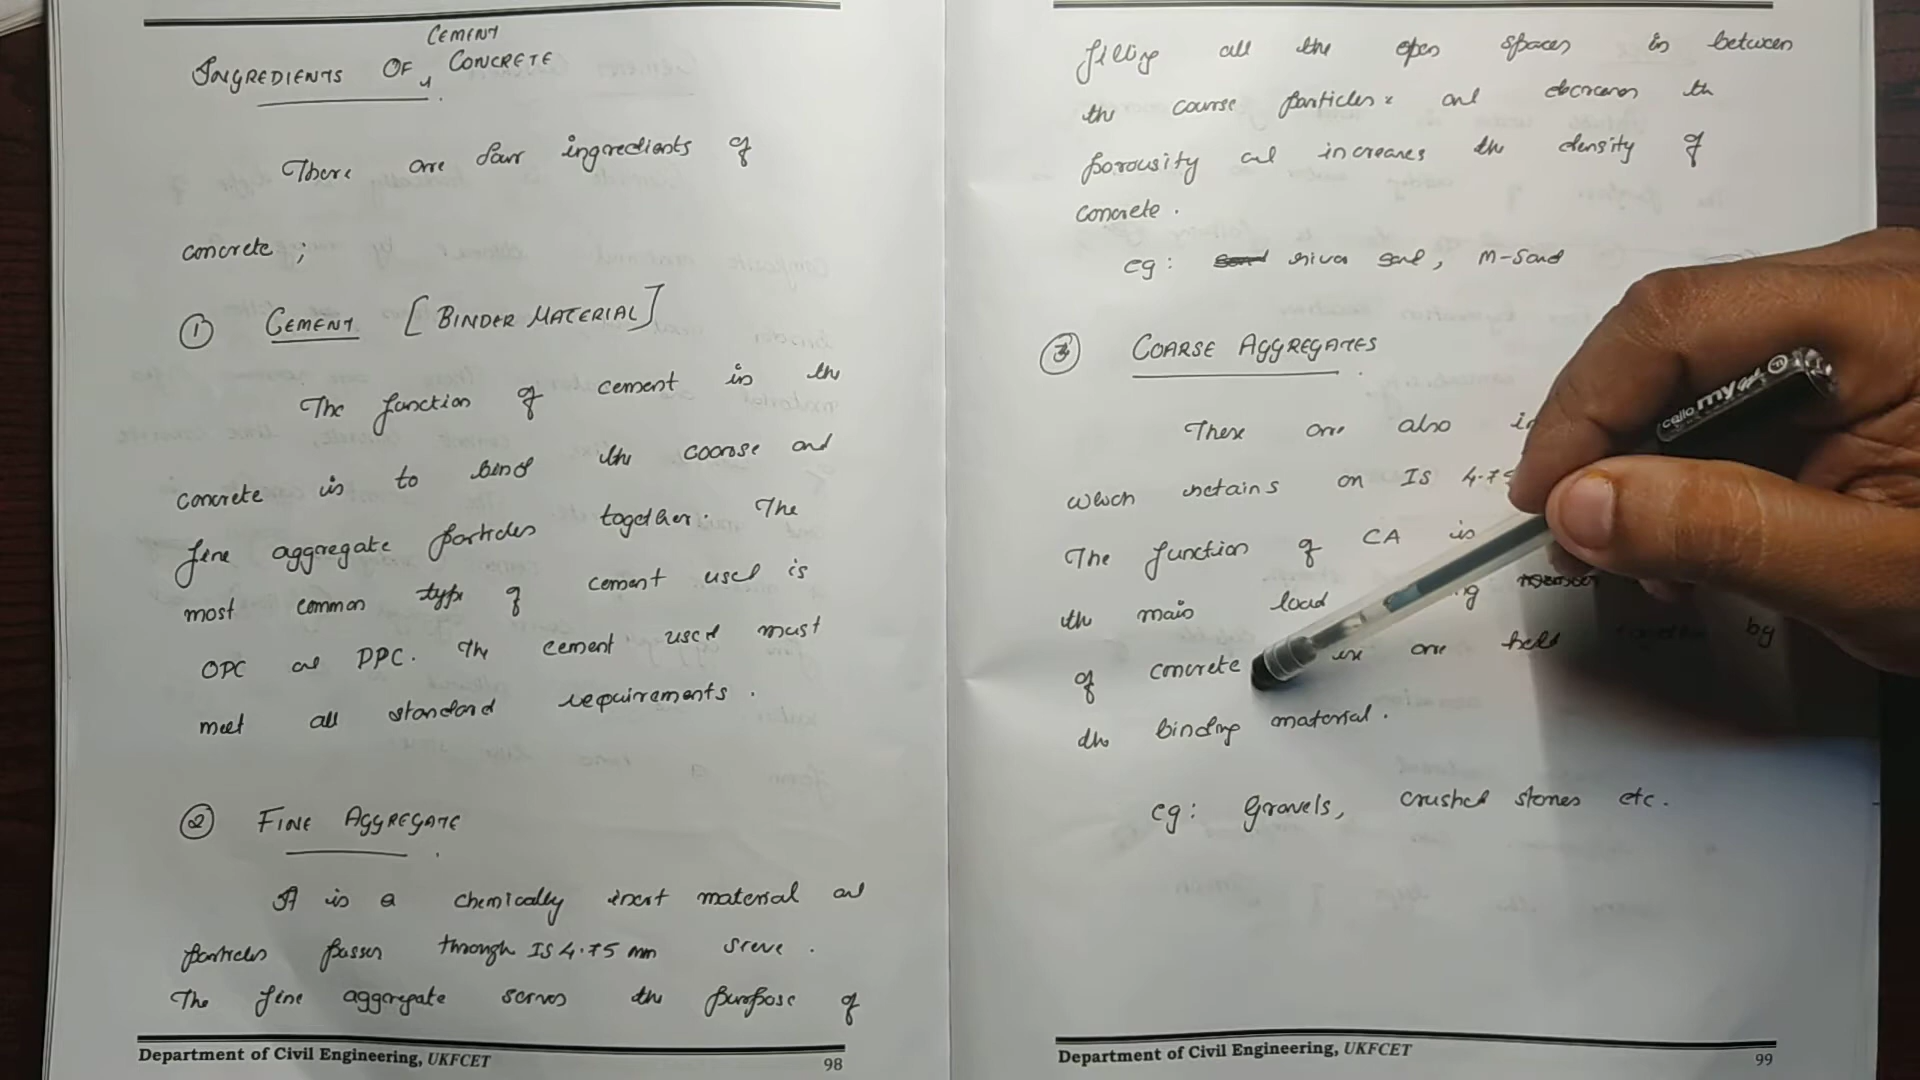 CEMENT
INGREDIENTS OF CONCRETE
There are four ingredients of
concrete ;
① CEMENT [BINDER MATERIAL]
The function of cement in the
concrete is to bind the coarse and
fine aggregate particles together. The
most common type of cement used is
OPC and PPC. The cement used must
meet all standard requirements .
② FINE AGGREGATE
It is a chemically inert material and
particles passes through IS 4.75 mm sieve .
The fine aggregate serves the purpose of
Department of Civil Engineering, UKFCET
98
filling all the open spaces in between
the course particles and decreases the
porousity and increases the density of
concrete .
eg : river sand, M-Sand
③ COARSE AGGREGATES
These are also
which retains on IS 4.75
The function of CA is
the main load
of concrete are held by
the binding material .
eg : Gravels, crushed stones etc .
Department of Civil Engineering, UKFCET
99
cello my gel